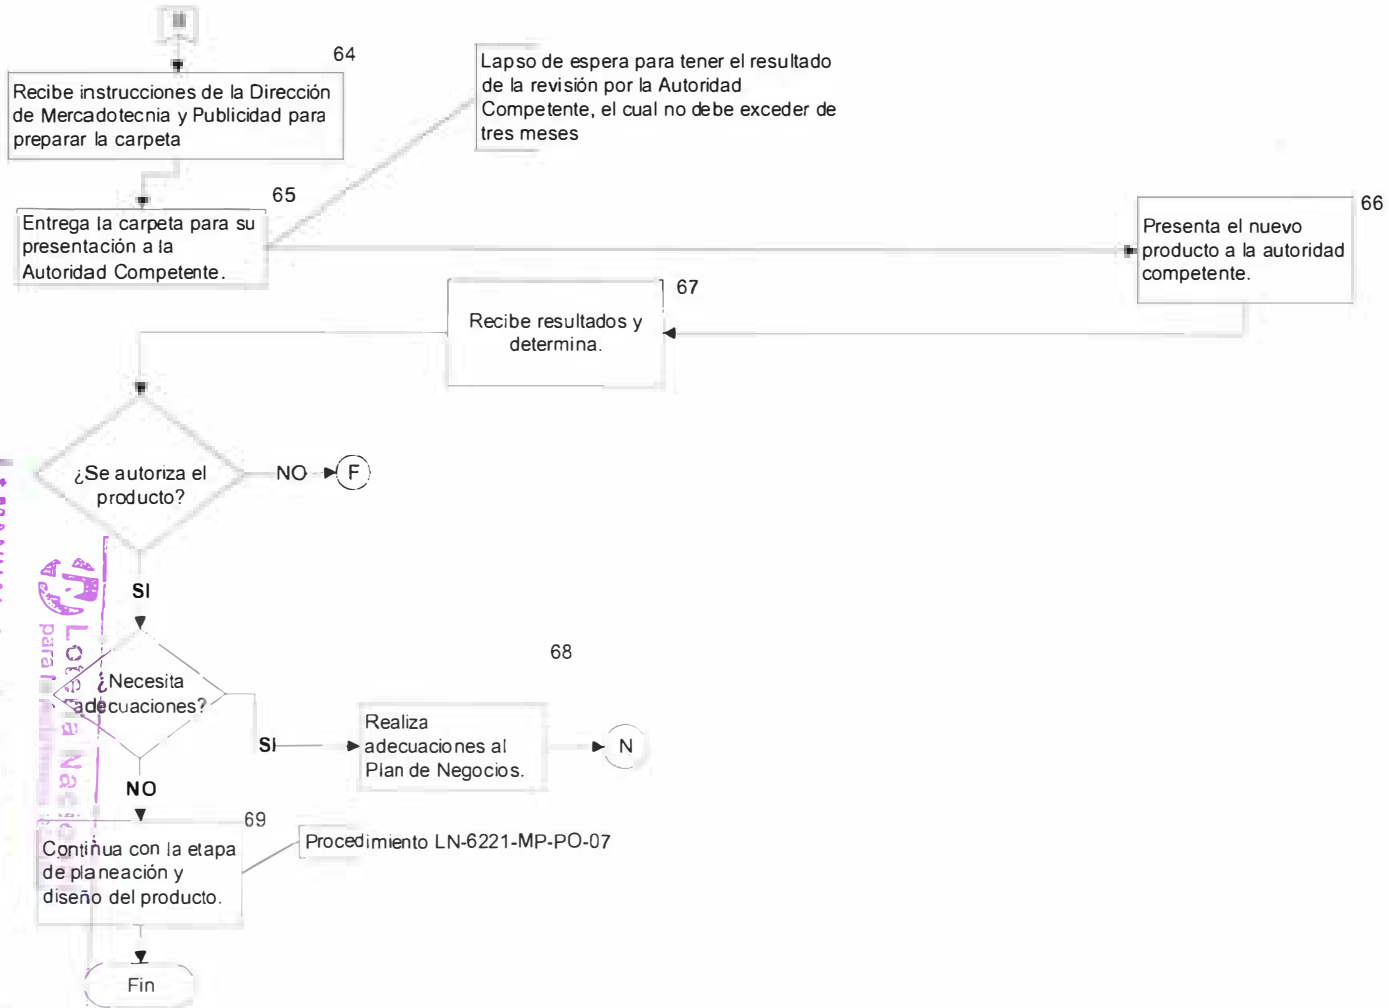 64
Recibe instrucciones de la Dirección
de Mercadotecnia y Publicidad para
preparar la carpeta
Lapso de espera para tener el resultado
de la revisión por la Autoridad
Competente, el cual no debe exceder de
tres meses
65
Entrega la carpeta para su
presentación a la
Autoridad Competente.
66
Presenta el nuevo
producto a la autoridad
competente.
67
Recibe resultados y
determina.
¿Se autoriza el
producto?
NO
F
SI
¿Necesita
adecuaciones?
SI
68
Realiza
adecuaciones al
Plan de Negocios.
N
NO
69
Continua con la etapa
de planeación y
diseño del producto.
Procedimiento LN-6221-MP-PO-07
Fin
Lotería Nacional
para